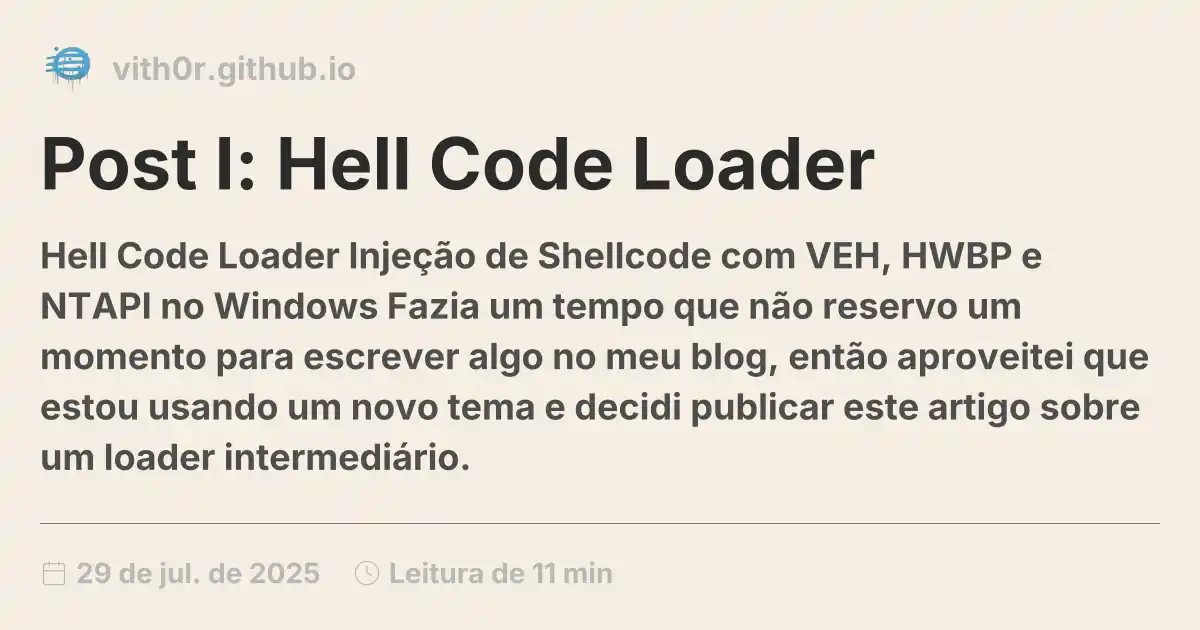 vith0r.github.io
Post I: Hell Code Loader
Hell Code Loader Injeção de Shellcode com VEH, HWBP e
NTAPI no Windows Fazia um tempo que não reservo um
momento para escrever algo no meu blog, então aproveitei que
estou usando um novo tema e decidi publicar este artigo sobre
um loader intermediário.
29 de jul. de 2025 Leitura de 11 min